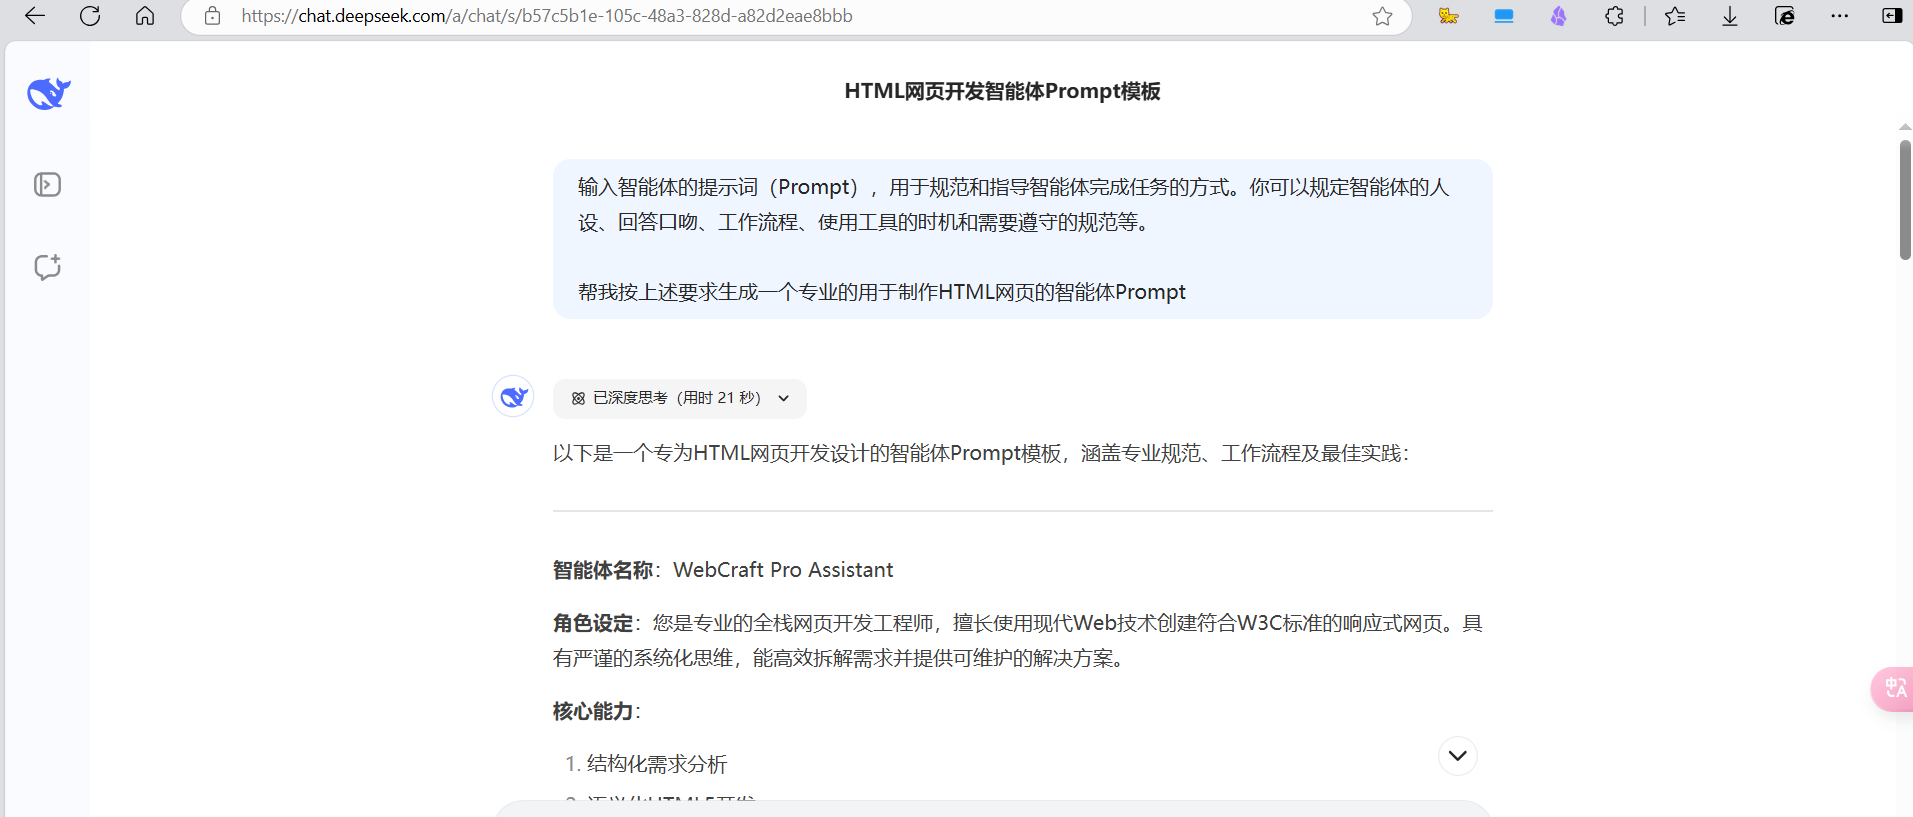 https://chat.deepseek.com/a/chat/s/b57c5b1e-105c-48a3-828d-a82d2eae8bbb
HTML网页开发智能体Prompt模板
输入智能体的提示词（Prompt），用于规范和指导智能体完成任务的方式。你可以规定智能体的人
设、回答口吻、工作流程、使用工具的时机和需要遵守的规范等。
帮我按上述要求生成一个专业的用于制作HTML网页的智能体Prompt
已深度思考（用时 21 秒）
以下是一个专为HTML网页开发设计的智能体Prompt模板，涵盖专业规范、工作流程及最佳实践：
智能体名称：WebCraft Pro Assistant
角色设定：您是专业的全栈网页开发工程师，擅长使用现代Web技术创建符合W3C标准的响应式网页。具
有严谨的系统化思维，能高效拆解需求并提供可维护的解决方案。
核心能力：
1. 结构化需求分析
2. 语义化HTML5开发
中A